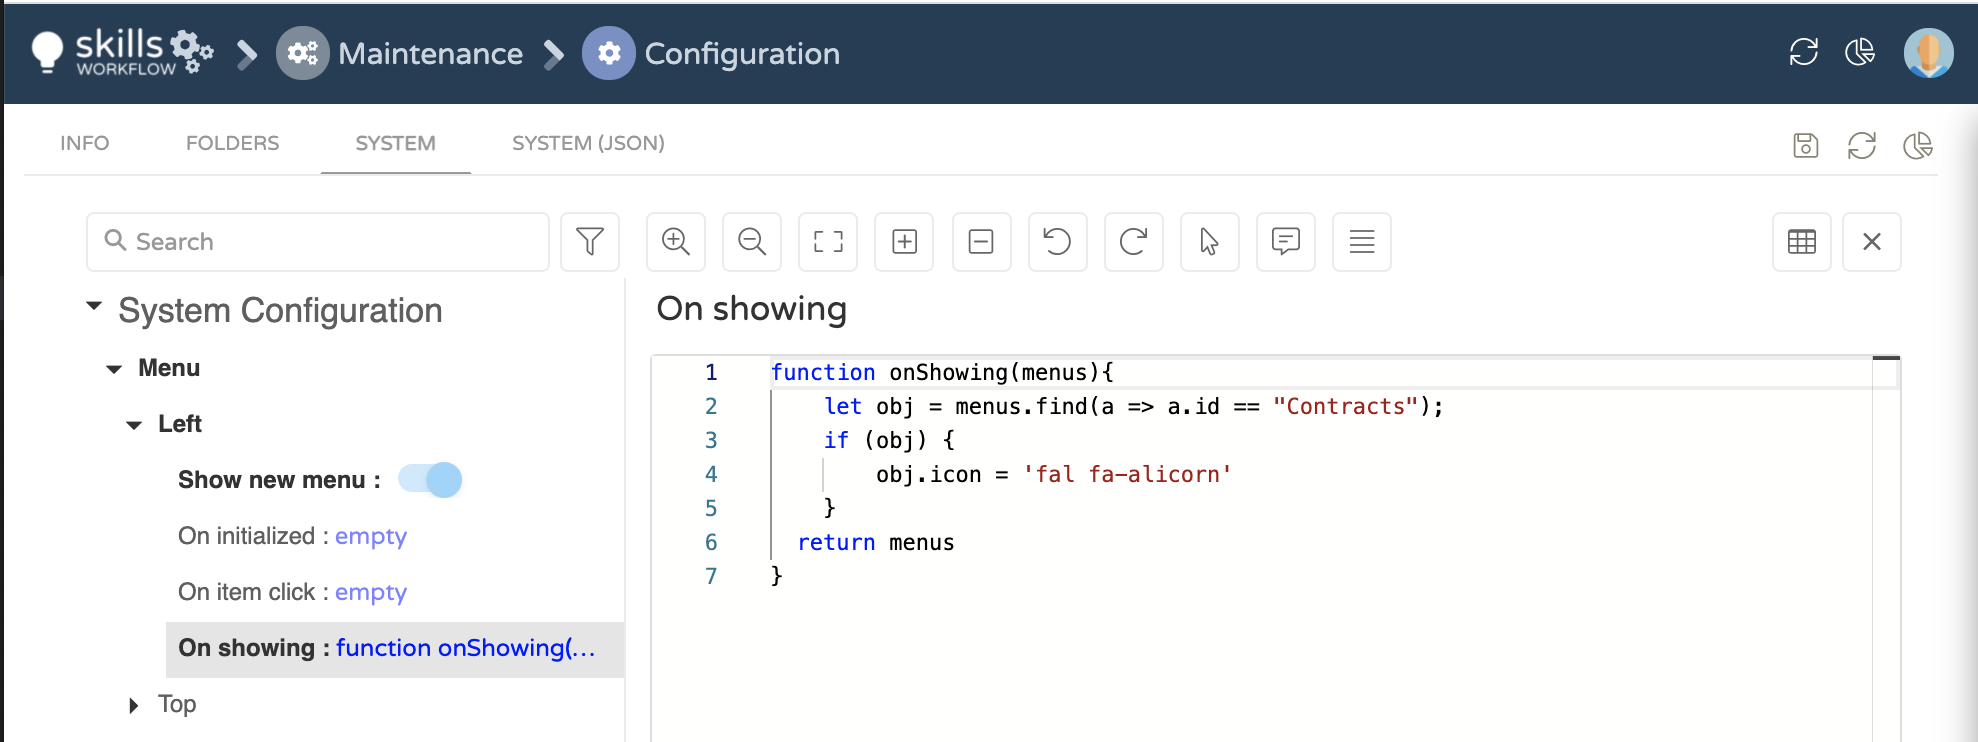 skills
WORKFLOW
Maintenance
Configuration
INFO
FOLDERS
SYSTEM
SYSTEM (JSON)
Search
System Configuration
Menu
Left
Show new menu :
On initialized : empty
On item click : empty
On showing : function onShowing(...
Top
On showing
1 function onShowing(menus){
2 let obj = menus.find(a => a.id == "Contracts");
3 if (obj) {
4 obj.icon = 'fal fa-alicorn'
5 }
6 return menus
7 }